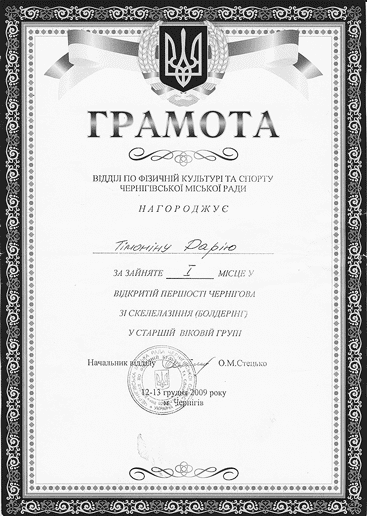 ГРАМОТА
ВІДДІЛ ПО ФІЗИЧНІЙ КУЛЬТУРІ ТА СПОРТУ
ЧЕРНІГІВСЬКОЇ МІСЬКОЇ РАДИ
НАГОРОДЖУЄ
Тімоніну Дарію
ЗА ЗАЙНЯТЕ I МІСЦЕ У
ВІДКРИТІЙ ПЕРШОСТІ ЧЕРНІГОВА
ЗІ СКЕЛЕЛАЗІННЯ (БОЛДЕРІНГ)
У СТАРШІЙ ВІКОВІЙ ГРУПІ
Начальник відділу О.М.Стецько
12-13 грудня 2009 року
м. Чернігів